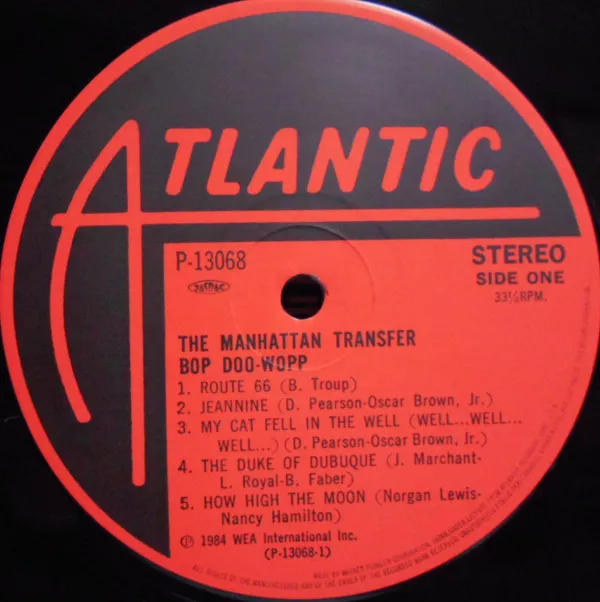 ATLANTIC
P-13068
STEREO
SIDE ONE
33⅓RPM.
THE MANHATTAN TRANSFER
BOP DOO-WOPP
1. ROUTE 66 (B. Troup)
2. JEANNINE (D. Pearson-Oscar Brown, Jr.)
3. MY CAT FELL IN THE WELL (WELL...WELL...
WELL...) (D. Pearson-Oscar Brown, Jr.)
4. THE DUKE OF DUBUQUE (J. Marchant-
L. Royal-B. Faber)
5. HOW HIGH THE MOON (Norgan Lewis-
Nancy Hamilton)
Ⓟ 1984 WEA International Inc.
(P-13068-1)